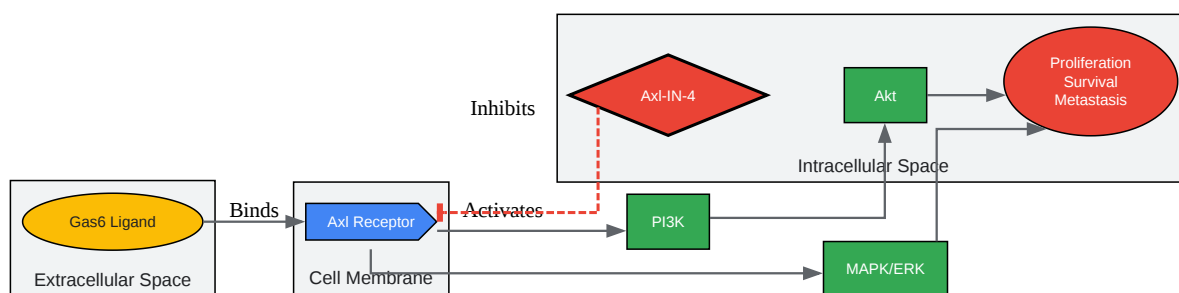 Proliferation
Survival
Metastasis
Axl-IN-4
Akt
Inhibits
Intracellular Space
Gas6 Ligand
Binds
Axl Receptor
Activates
PI3K
Extracellular Space
Cell Membrane
MAPK/ERK